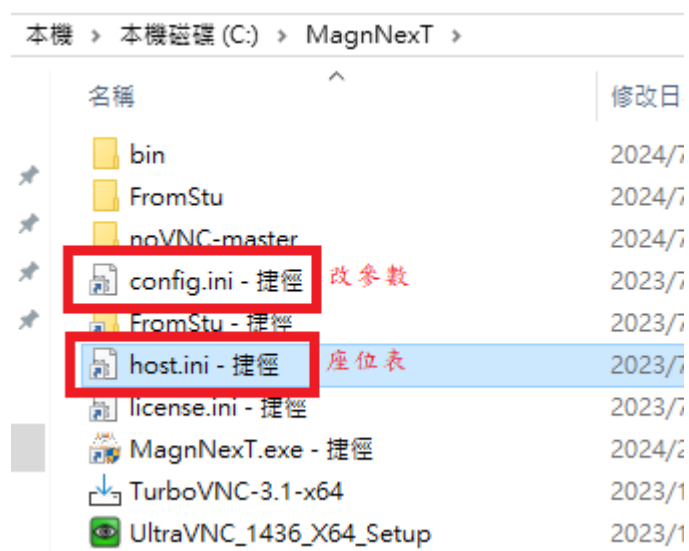 本機 › 本機磁碟 (C:) › MagnNexT ›
名稱 修改日
bin 2024/7
FromStu 2024/7
noVNC-master 2024/7
config.ini - 捷徑 改參數 2023/7
FromStu - 捷徑 2023/7
host.ini - 捷徑 座位表 2023/7
license.ini - 捷徑 2023/7
MagnNexT.exe - 捷徑 2024/2
TurboVNC-3.1-x64 2023/1
UltraVNC_1436_X64_Setup 2023/1